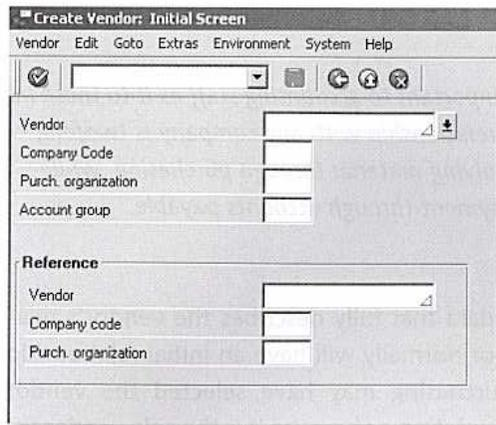 Create Vendor: Initial Screen
Vendor Edit Goto Extras Environment System Help
Vendor
Company Code
Purch. organization
Account group
Reference
Vendor
Company code
Purch. organization